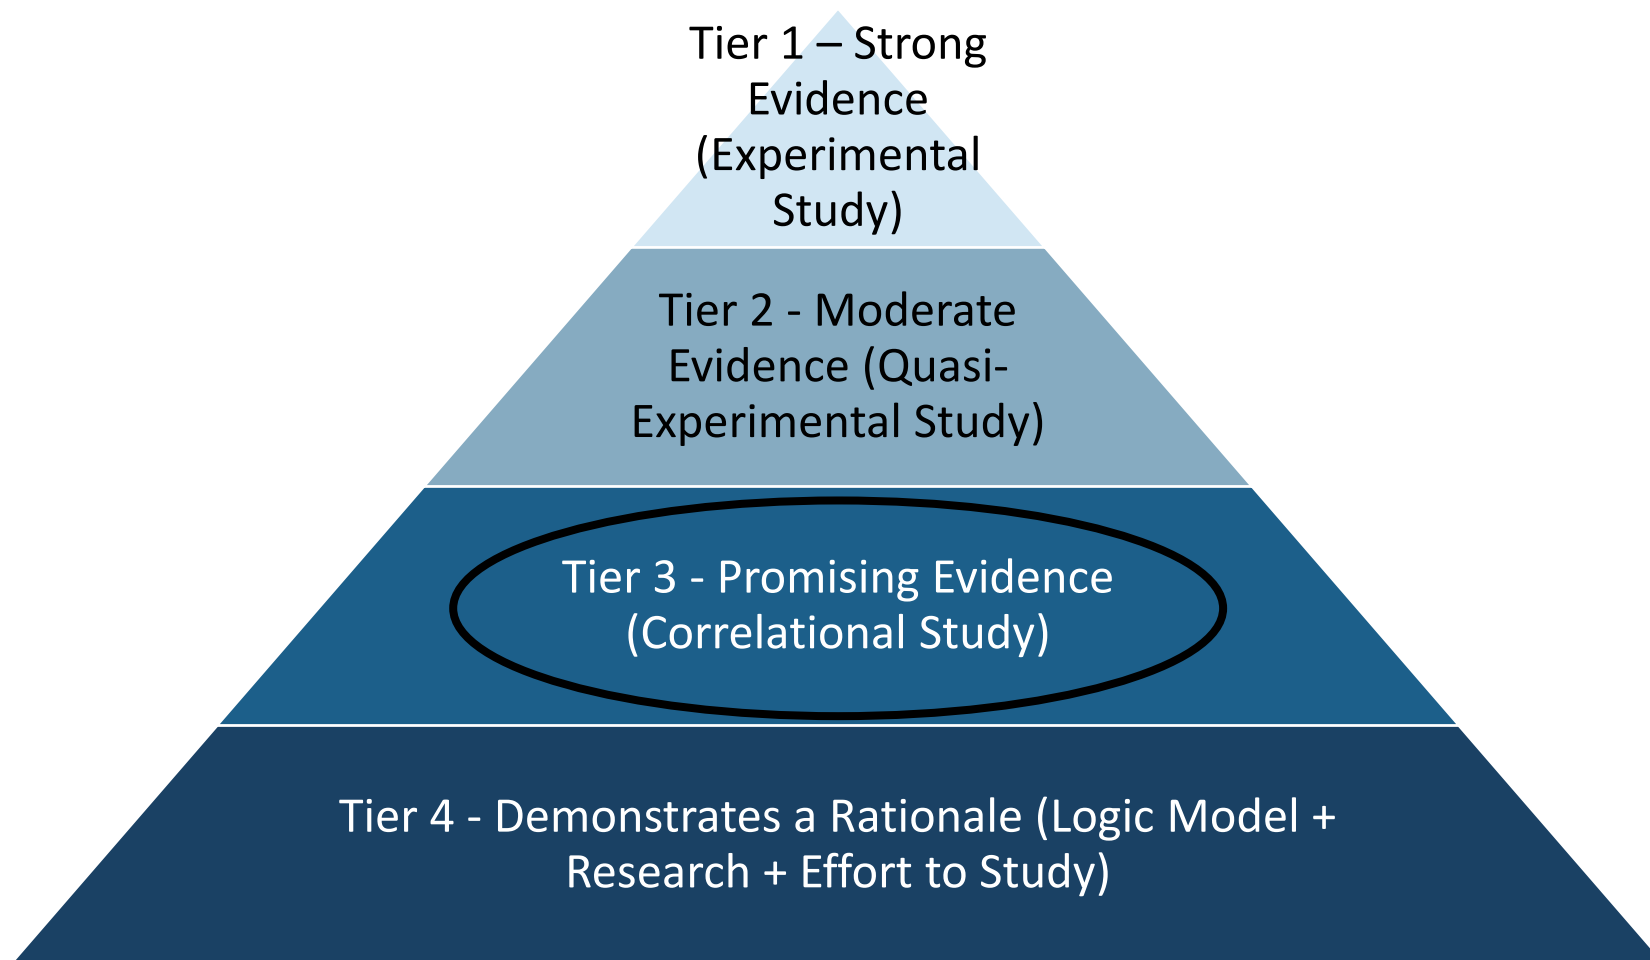 Tier 1 – Strong
Evidence
(Experimental
Study)
Tier 2 - Moderate
Evidence (Quasi-
Experimental Study)
Tier 3 - Promising Evidence
(Correlational Study)
Tier 4 - Demonstrates a Rationale (Logic Model +
Research + Effort to Study)